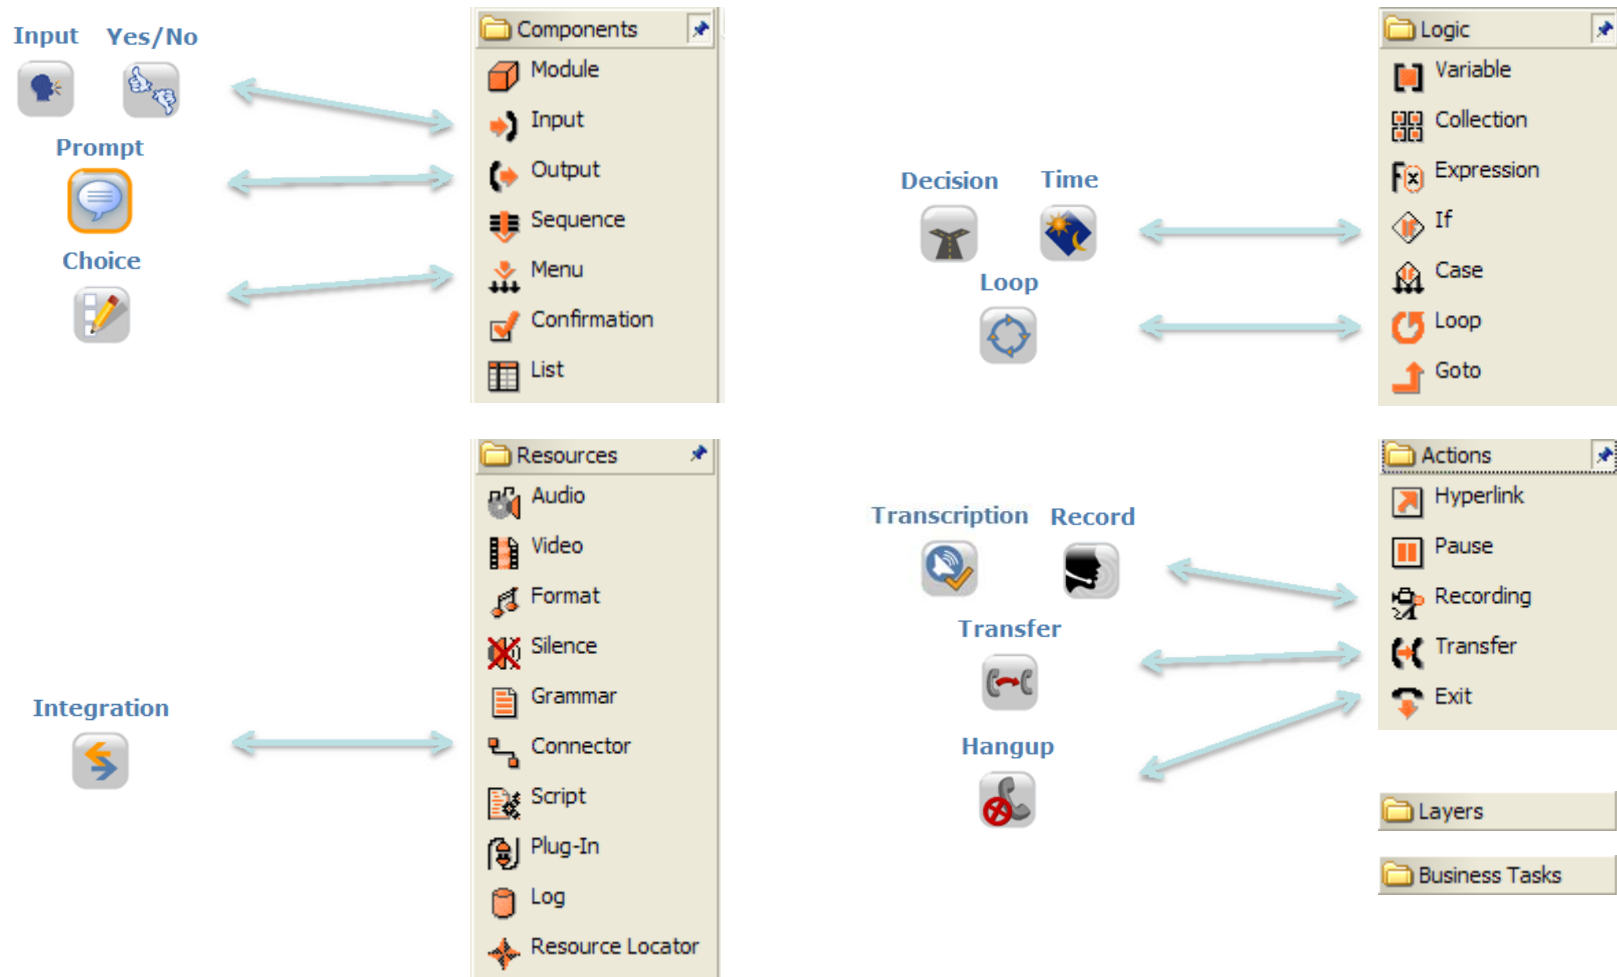 Input Yes/No
Prompt
Choice
Components
Module
Input
Output
Sequence
Menu
Confirmation
List
Decision Time
Loop
Logic
Variable
Collection
Expression
If
Case
Loop
Goto
Integration
Resources
Audio
Video
Format
Silence
Grammar
Connector
Script
Plug-In
Log
Resource Locator
Transcription Record
Transfer
Hangup
Actions
Hyperlink
Pause
Recording
Transfer
Exit
Layers
Business Tasks